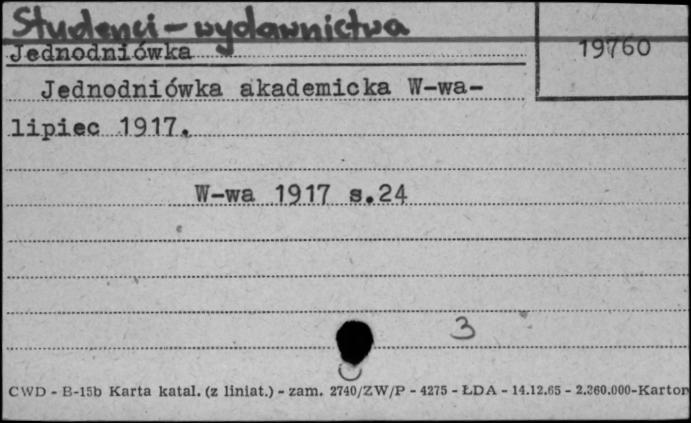 Studenci - wydawnictwa
Jednodniówka
19760
Jednodniówka akademicka W-wa-
lipiec 1917.
W-wa 1917 s.24
3
CWD - B-15b Karta katal. (z liniat.) - zam. 2740/ZW/P - 4275 - ŁDA - 14.12.65 - 2.360.000-Karton